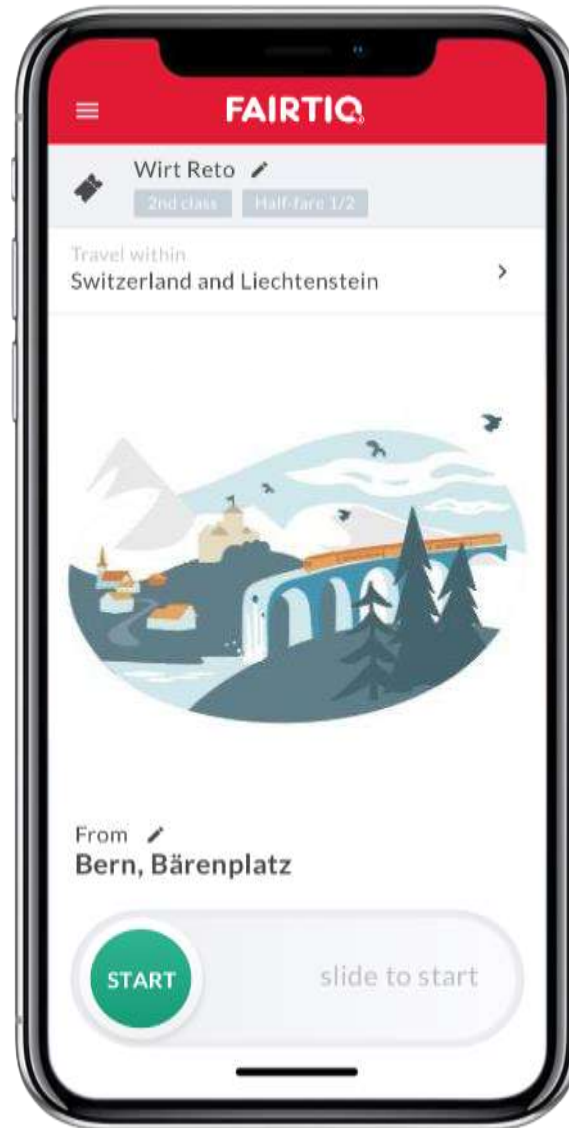 FAIRTIQ
Wirt Reto
2nd class Half-fare 1/2
Travel within
Switzerland and Liechtenstein
From
Bern, Bärenplatz
START slide to start